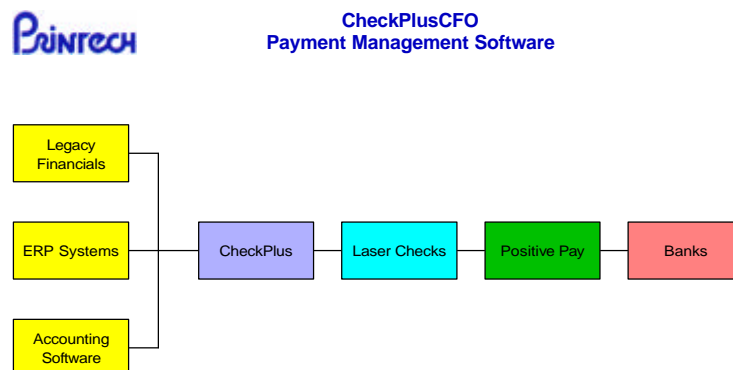 Printech
CheckPlusCFO
Payment Management Software
Legacy
Financials
ERP Systems
CheckPlus
Laser Checks
Positive Pay
Banks
Accounting
Software